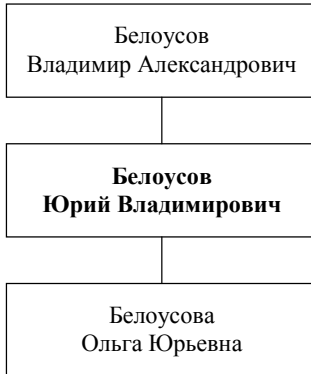 Белоусов
Владимир Александрович
Белоусов
Юрий Владимирович
Белоусова
Ольга Юрьевна